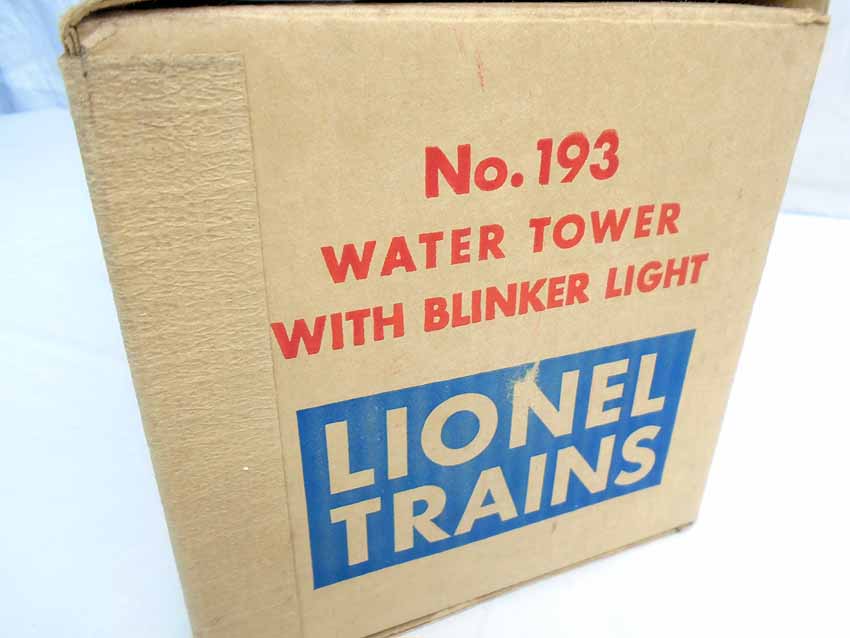 No. 193
WATER TOWER
WITH BLINKER LIGHT
LIONEL
TRAINS